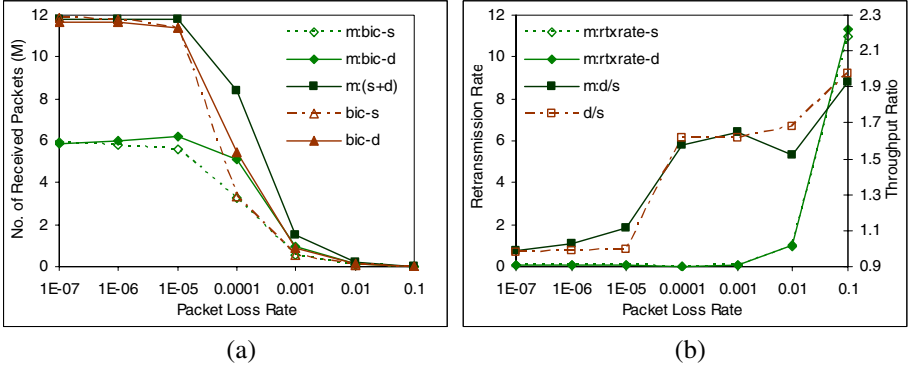 No. of Received Packets (M)
12
10
8
6
4
2
0
m:bic-s
m:bic-d
m:(s+d)
bic-s
bic-d
1E-07 1E-06 1E-05 0.0001 0.001 0.01 0.1
Packet Loss Rate
(a)
Retransmission Rate
12
10
8
6
4
2
0
m:rtxrate-s
m:rtxrate-d
m:d/s
d/s
2.3
2.1
1.9
1.7
1.5
1.3
1.1
0.9
Throughput Ratio
1E-07 1E-06 1E-05 0.0001 0.001 0.01 0.1
Packet Loss Rate
(b)